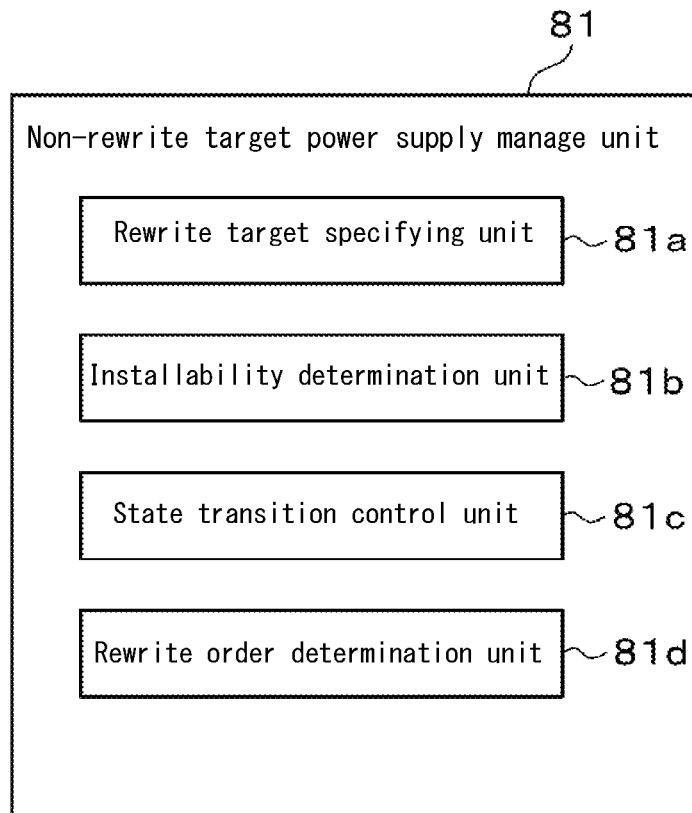 81
Non-rewrite target power supply manage unit
Rewrite target specifying unit
81a
Installability determination unit
81b
State transition control unit
81c
Rewrite order determination unit
81d